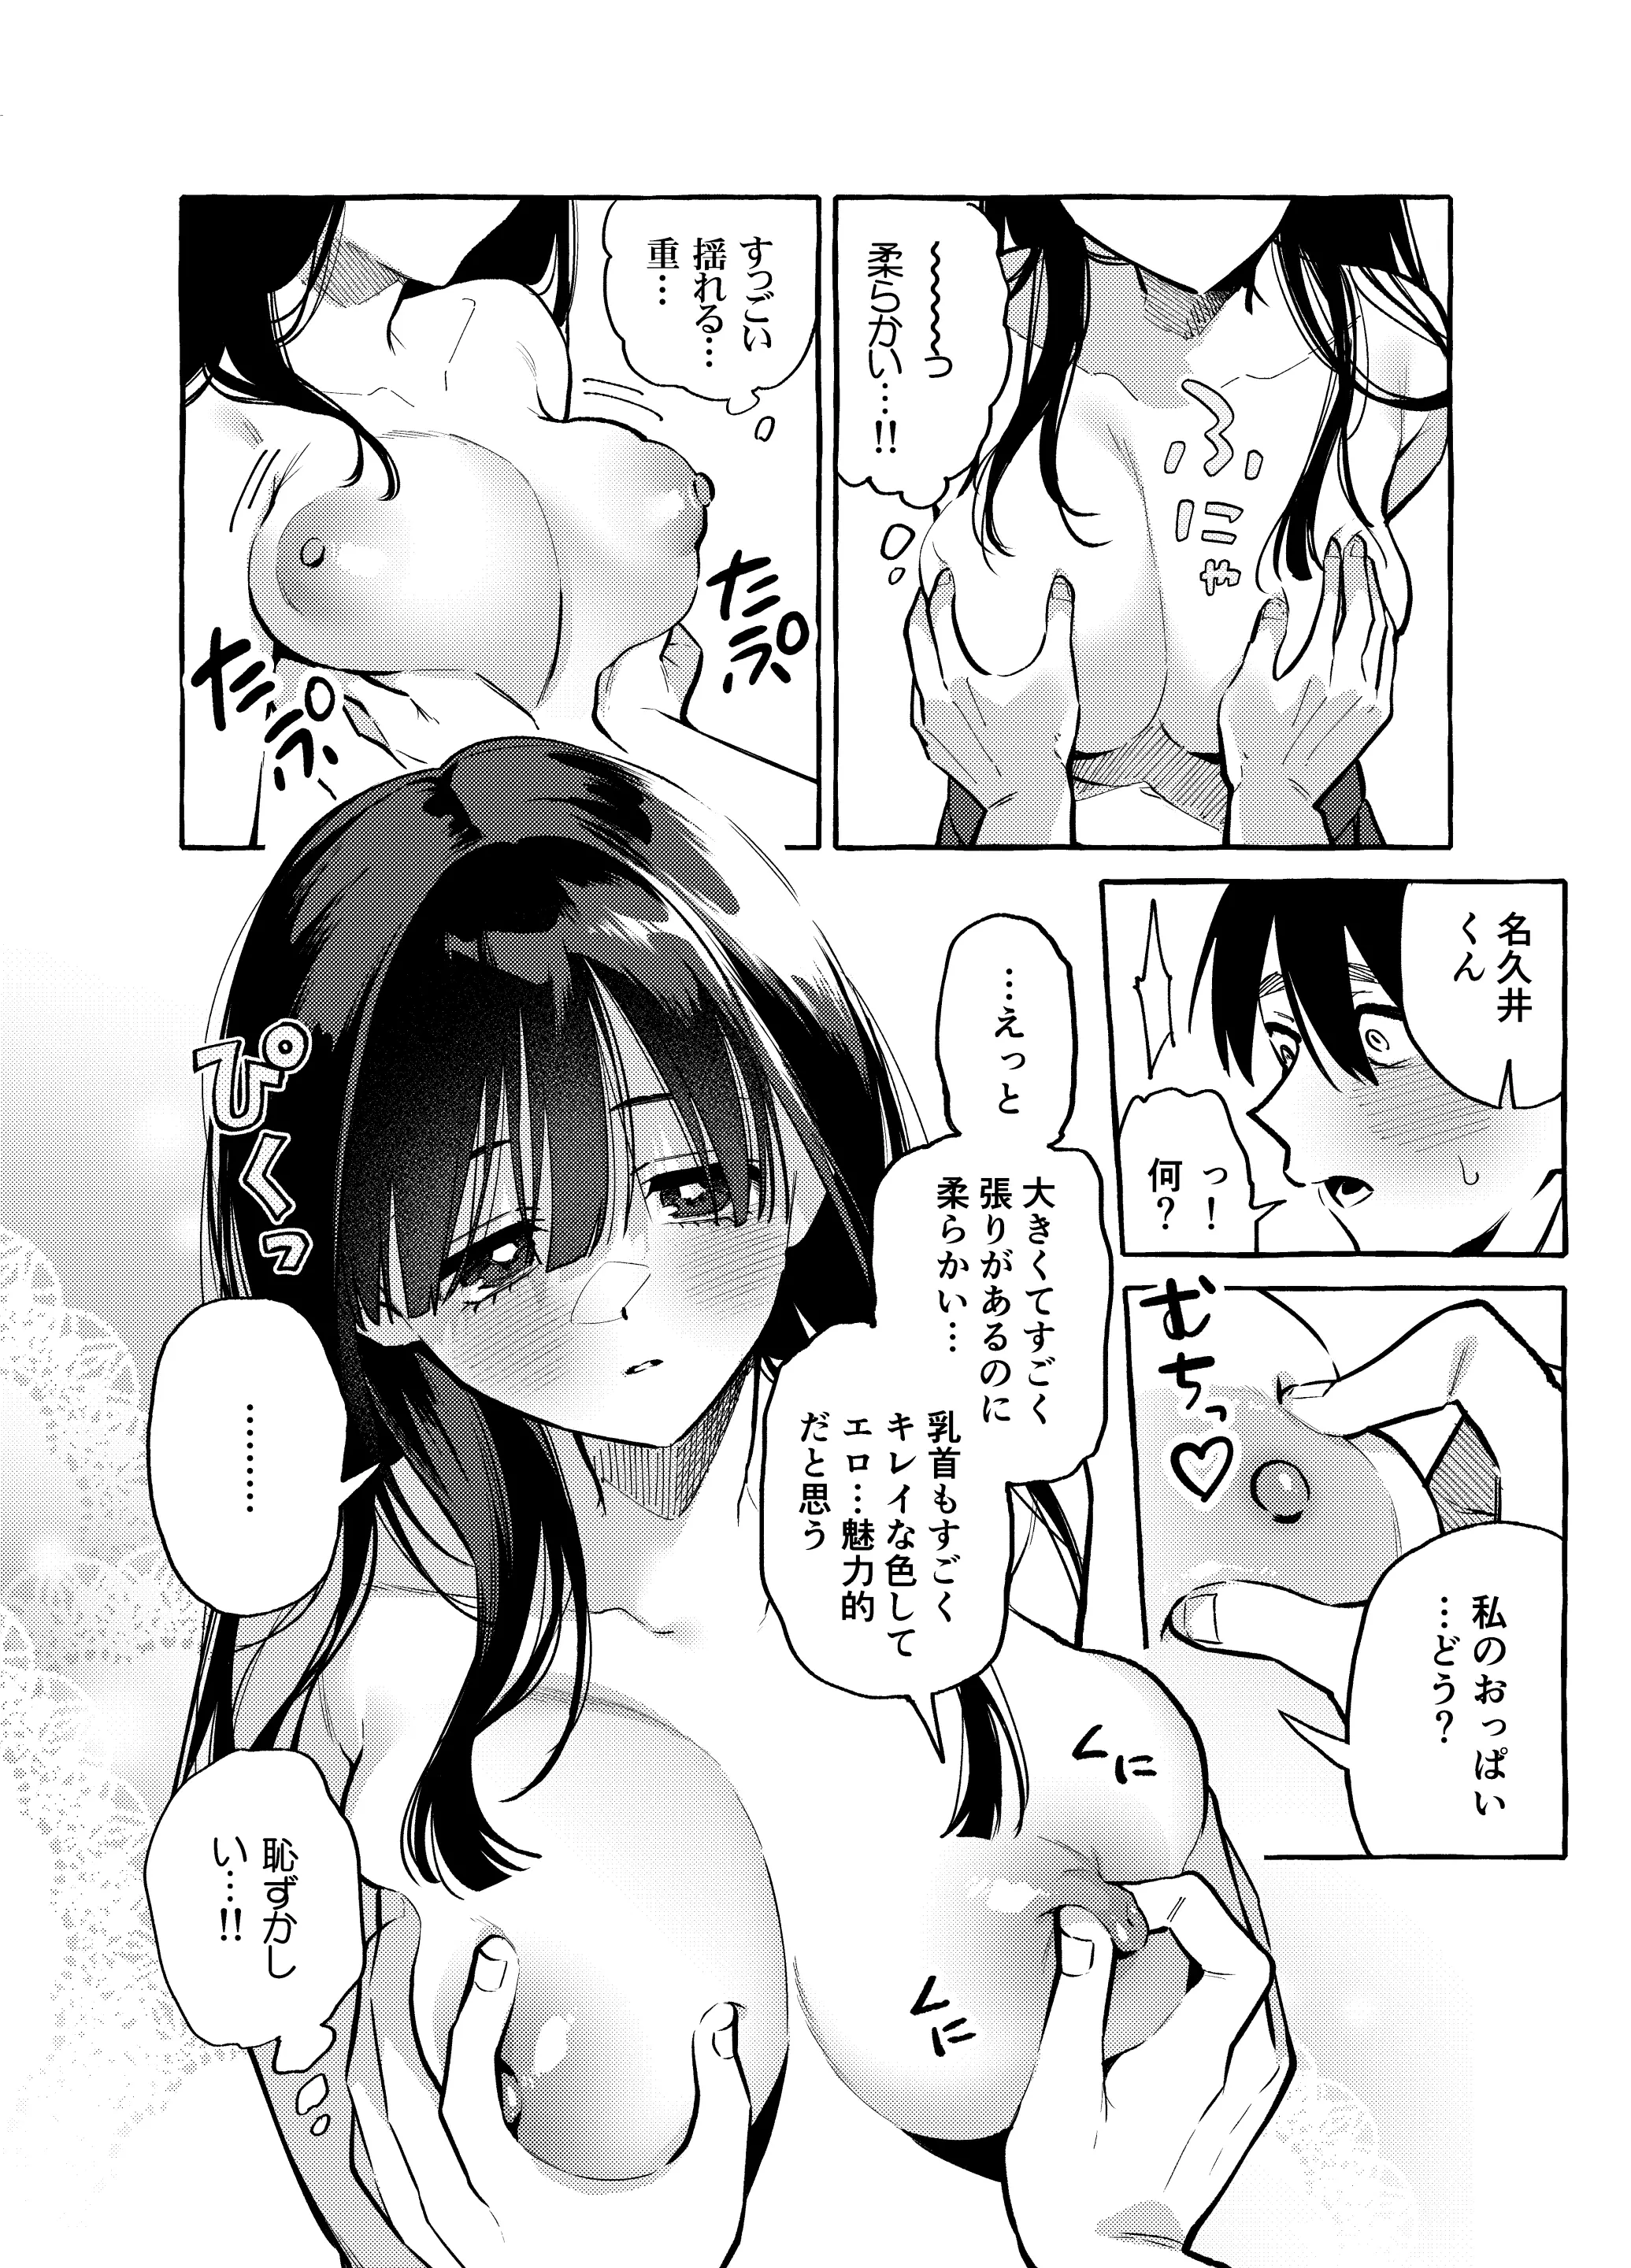 ~~~~~~っ
柔らかい…!!
ふにゃ
すっごい
揺れる…
重…
たぷ
たぷ
名久井
くん
っ!
何?
むちっ♡
私のおっぱい
…どう?
…えっと
大きくてすごく
張りがあるのに
柔らかい…
乳首もすごく
キレイな色して
エロ…魅力的
だと思う
くに
くに
ぴくっ
………
恥ずかし
い…!!